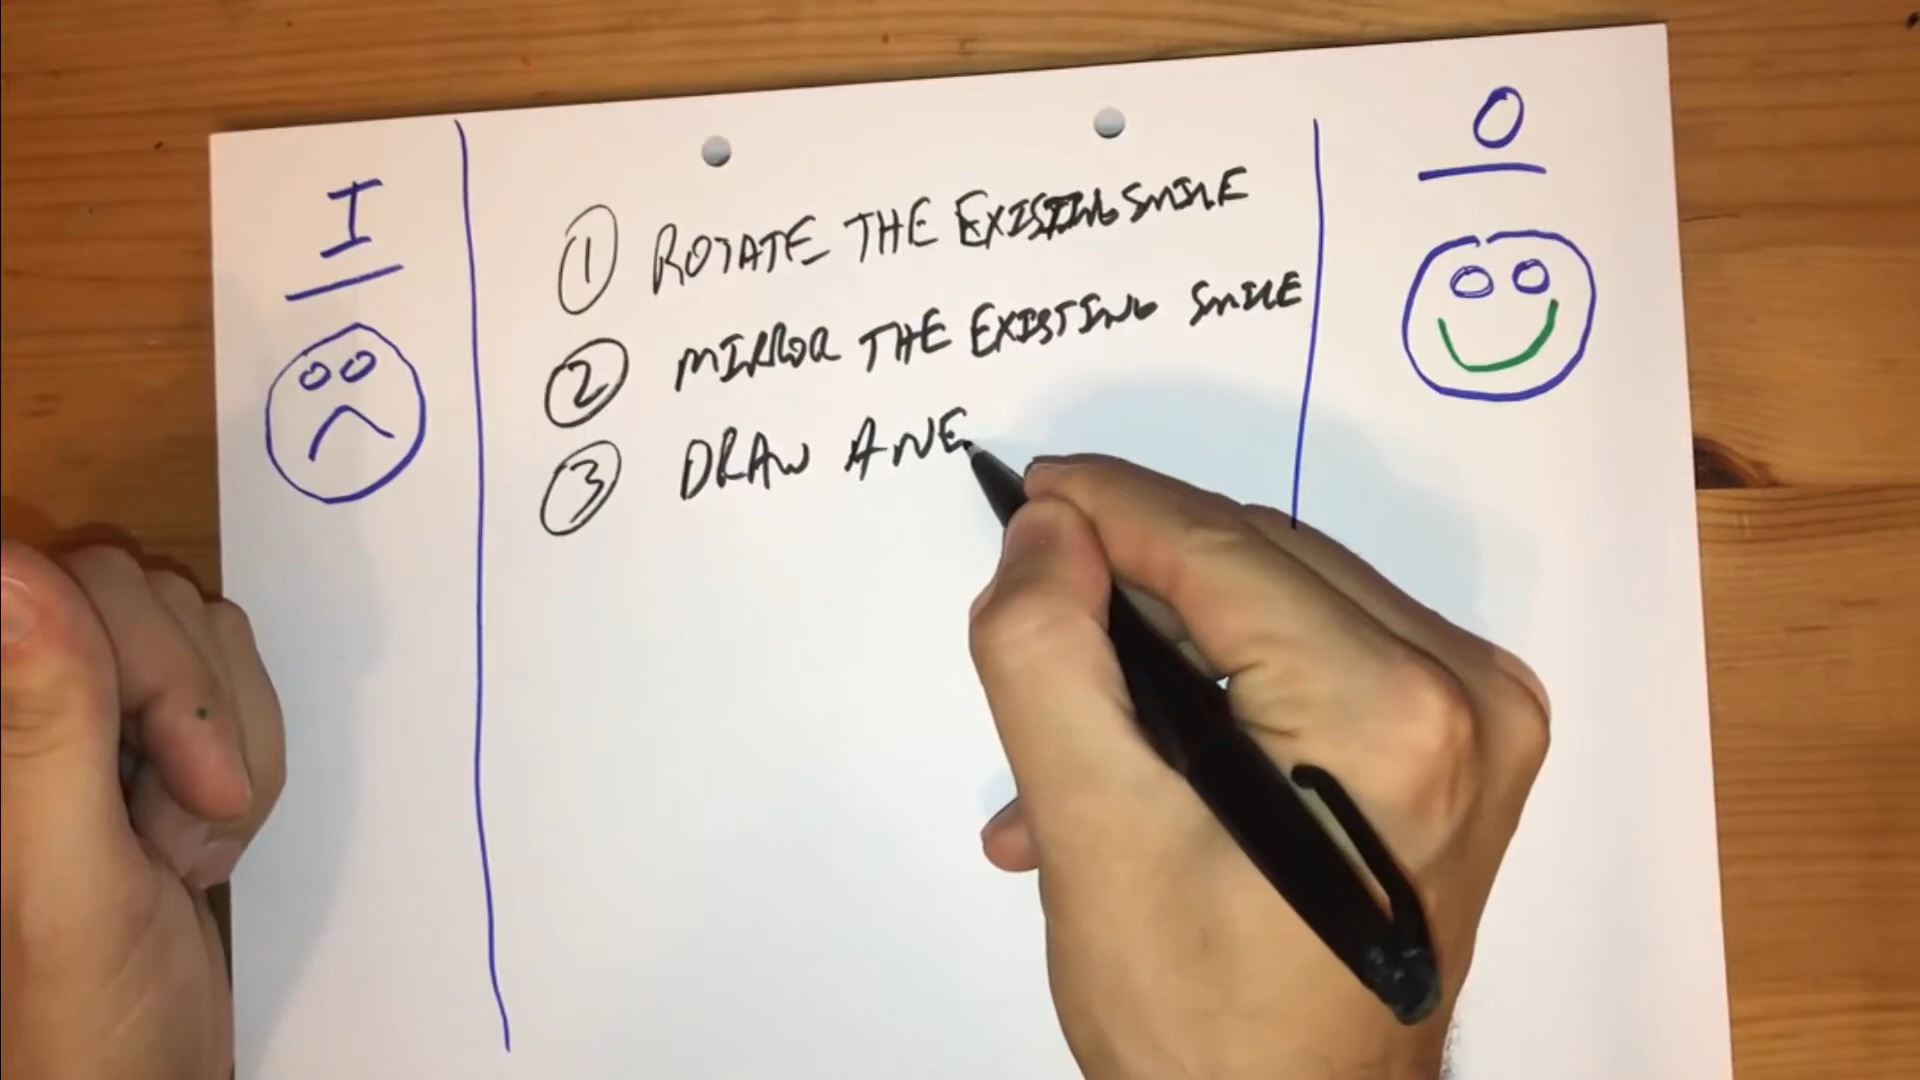 I
O
① ROTATE THE EXISTING SMILE
② MIRROR THE EXISTING SMILE
③ DRAW A NE